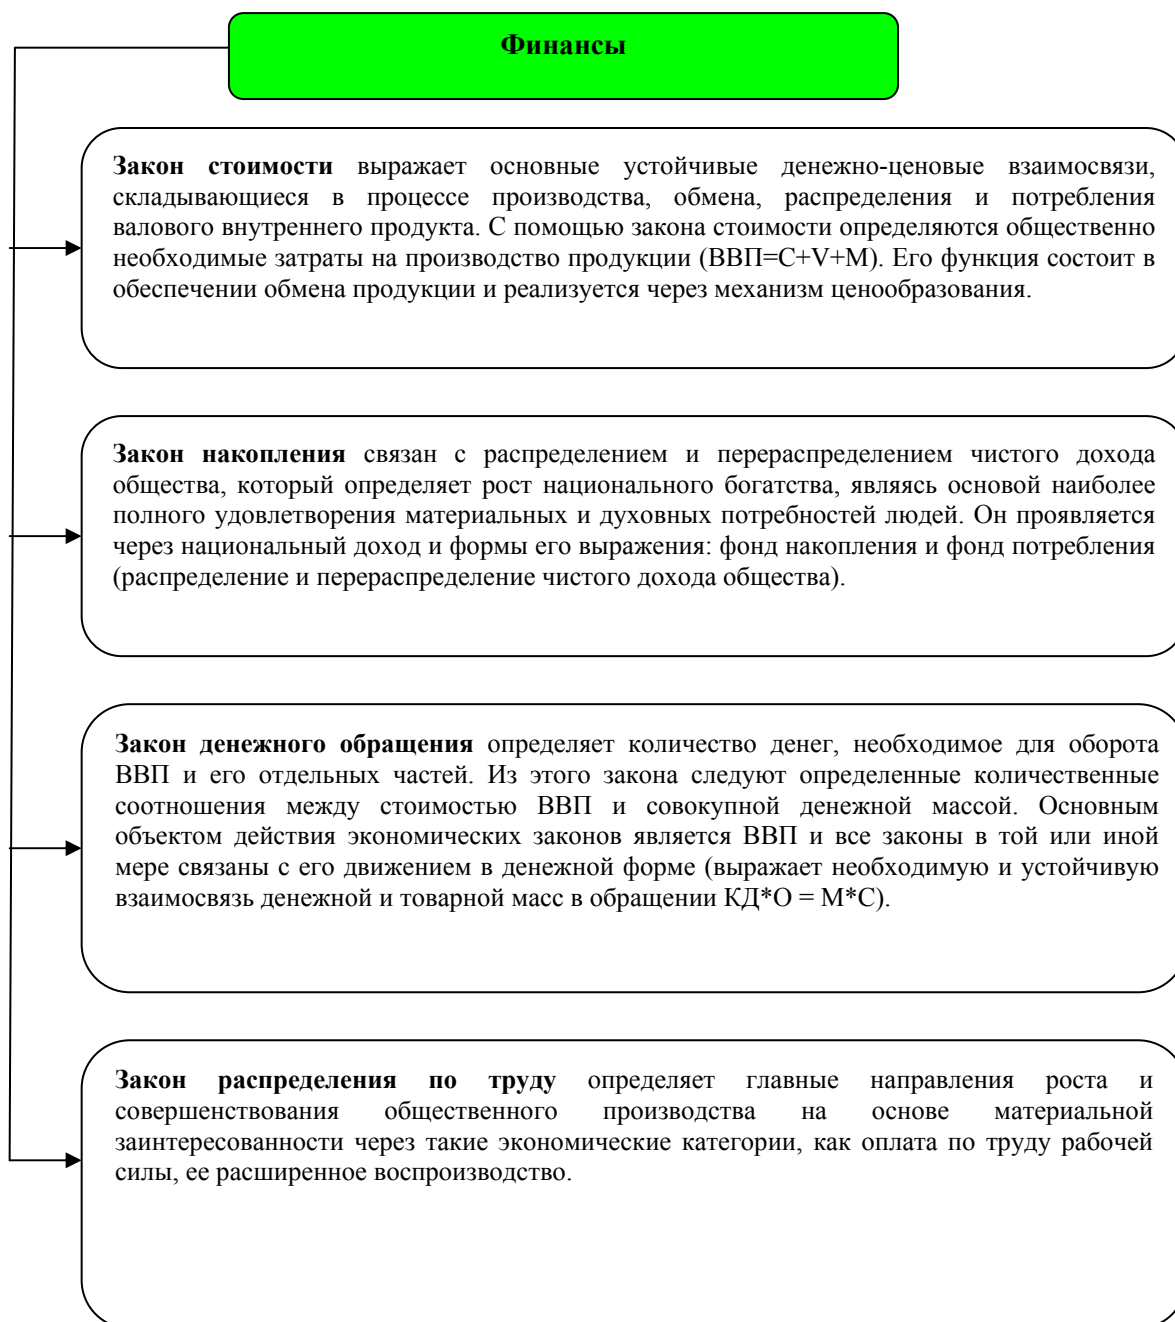 Финансы
Закон стоимости выражает основные устойчивые денежно-ценовые взаимосвязи,
складывающиеся в процессе производства, обмена, распределения и потребления
валового внутреннего продукта. С помощью закона стоимости определяются общественно
необходимые затраты на производство продукции (ВВП=C+V+M). Его функция состоит в
обеспечении обмена продукции и реализуется через механизм ценообразования.
Закон накопления связан с распределением и перераспределением чистого дохода
общества, который определяет рост национального богатства, являясь основой наиболее
полного удовлетворения материальных и духовных потребностей людей. Он проявляется
через национальный доход и формы его выражения: фонд накопления и фонд потребления
(распределение и перераспределение чистого дохода общества).
Закон денежного обращения определяет количество денег, необходимое для оборота
ВВП и его отдельных частей. Из этого закона следуют определенные количественные
соотношения между стоимостью ВВП и совокупной денежной массой. Основным
объектом действия экономических законов является ВВП и все законы в той или иной
мере связаны с его движением в денежной форме (выражает необходимую и устойчивую
взаимосвязь денежной и товарной масс в обращении КД*О = М*С).
Закон распределения по труду определяет главные направления роста и
совершенствования общественного производства на основе материальной
заинтересованности через такие экономические категории, как оплата по труду рабочей
силы, ее расширенное воспроизводство.